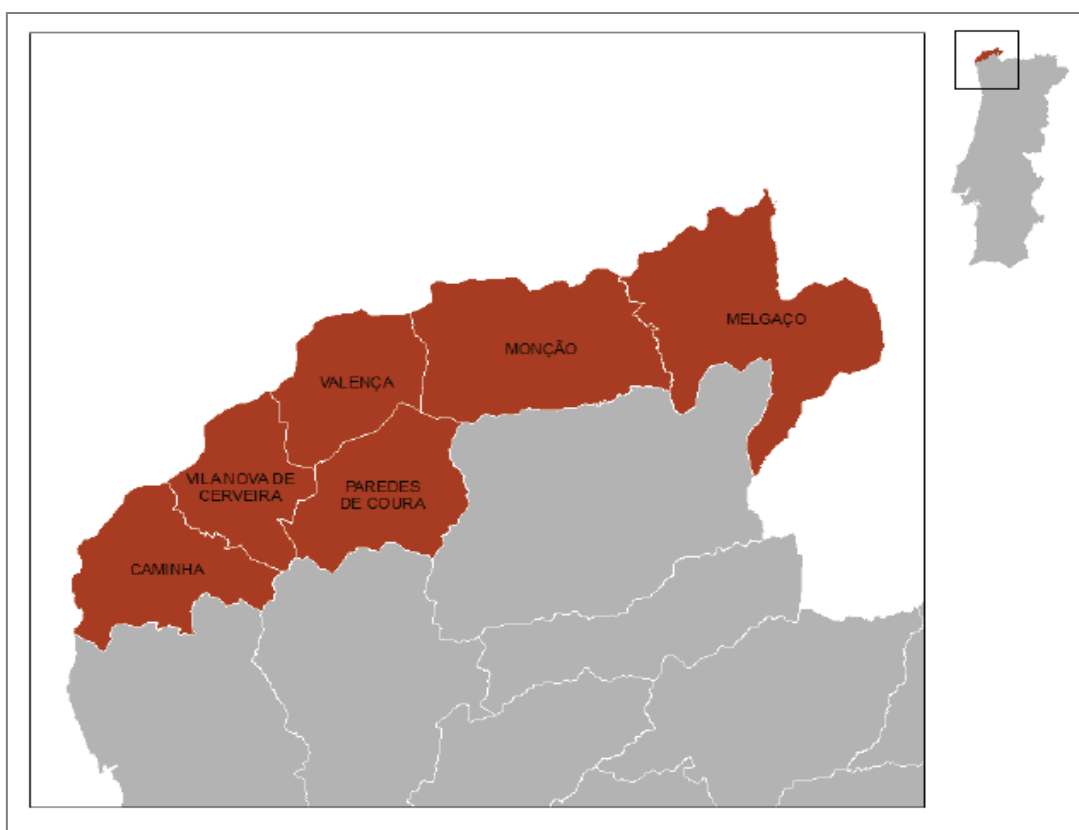 MELGAÇO
MONÇÃO
VALENÇA
VILA NOVA DE
CERVEIRA
PAREDES
DE COURA
CAMINHA